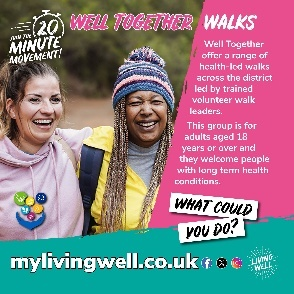 JOIN THE
20
MINUTE
MOVEMENT!
WELL TOGETHER WALKS
Well Together
offer a range of
health-led walks
across the district
led by trained
volunteer walk
leaders.
This group is for
adults aged 18
years or over and
they welcome people
with long term health
conditions.
WHAT COULD
YOU DO?
mylivingwell.co.uk
LIVING
WELL